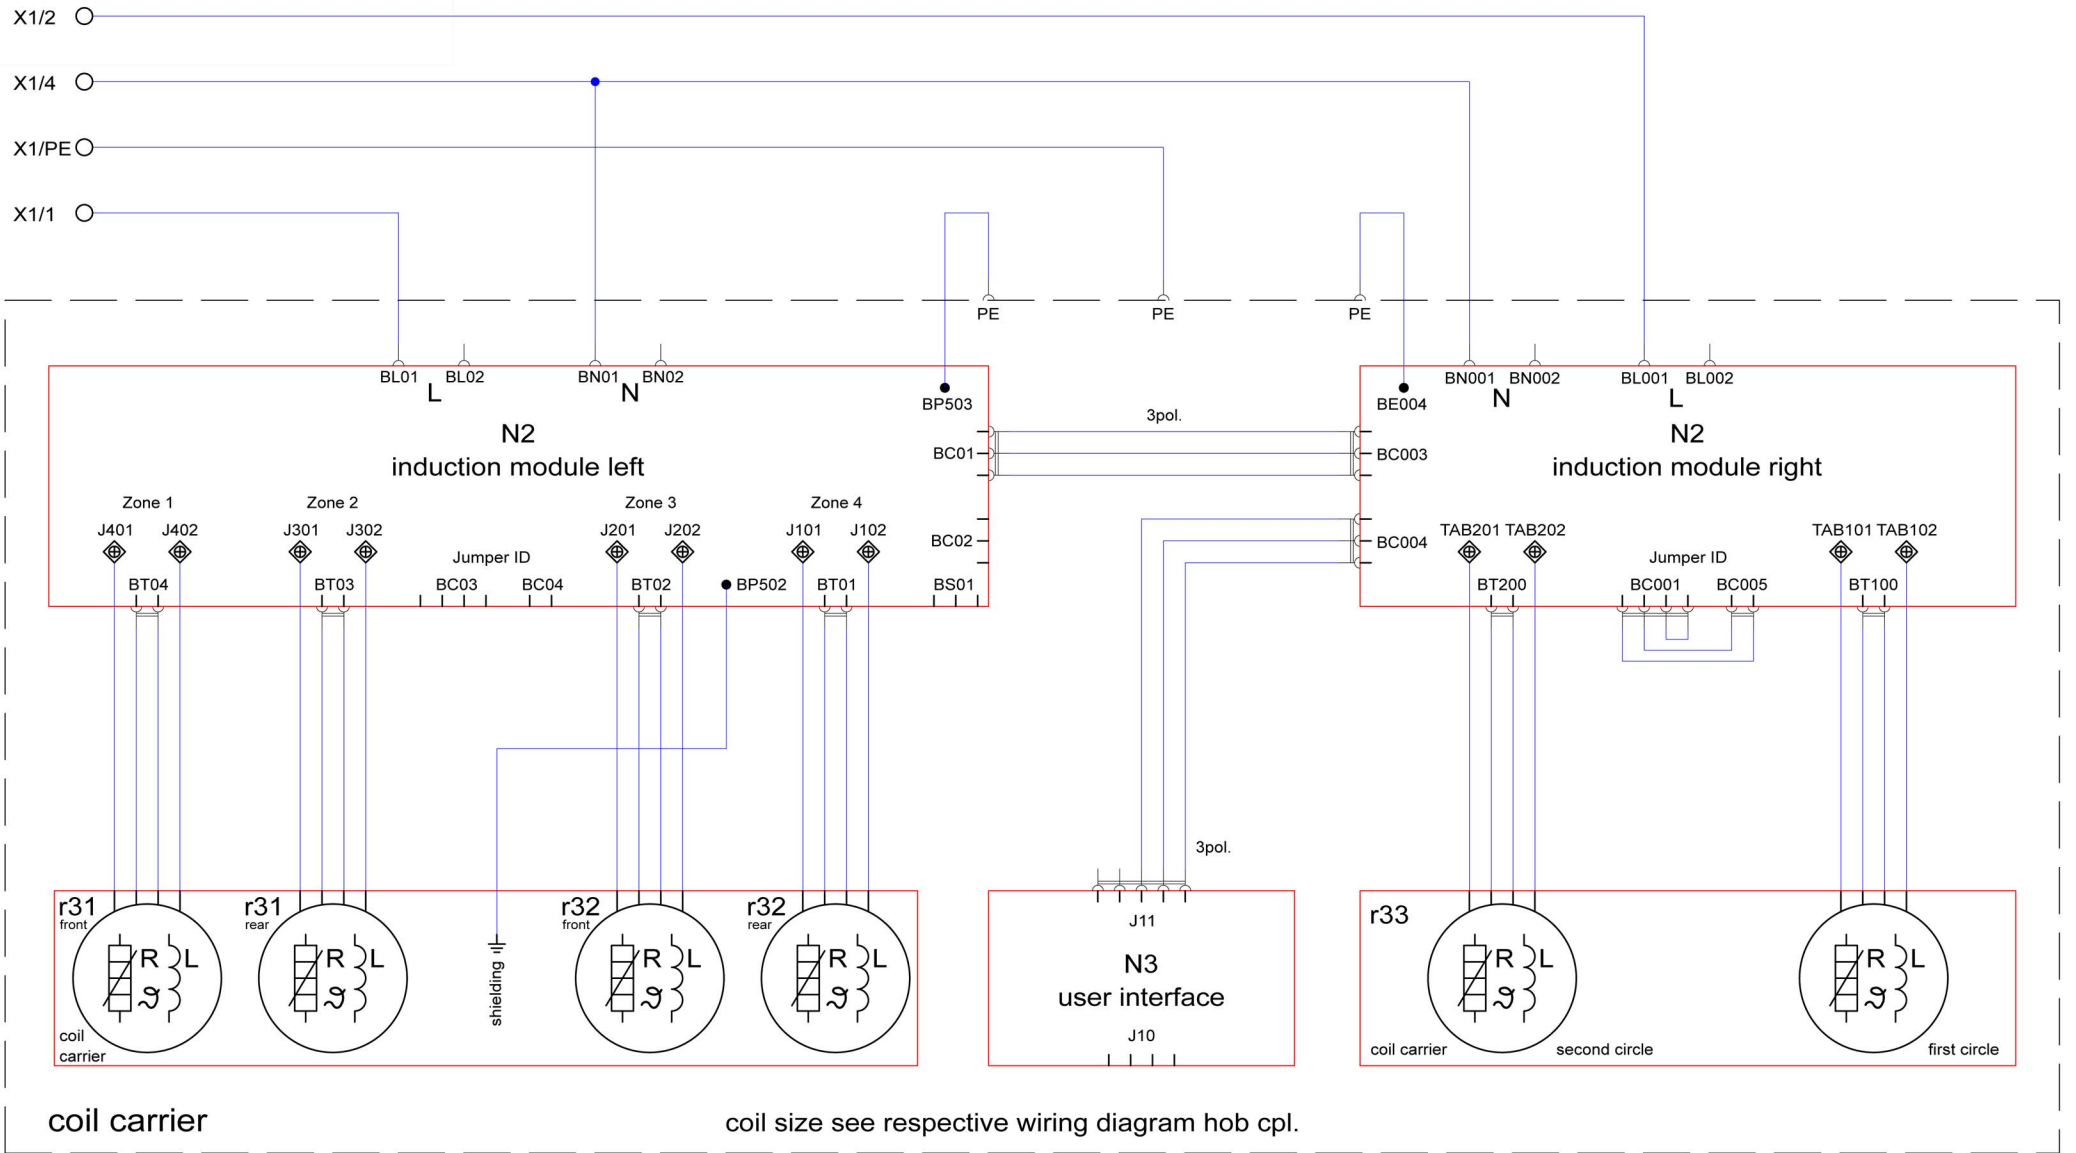 X1/2
X1/4
X1/PE
X1/1
PE PE PE
BL01 BL02 BN01 BN02
L N
BP503
BN001 BN002 BL001 BL002
N L
BE004
3pol.
N2
induction module left
BC01
BC003
N2
induction module right
Zone 1 Zone 2 Zone 3 Zone 4
J401 J402 J301 J302 J201 J202 J101 J102
BC02
BC004
TAB201 TAB202 TAB101 TAB102
Jumper ID
Jumper ID
BT04 BT03 BC03 BC04 BT02 BP502 BT01 BS01
BT200 BC001 BC005 BT100
3pol.
r31
front
r31
rear
r32
front
r32
rear
J11
r33
R L
R L
R L
R L
R L
R L
ϑ
ϑ
ϑ
ϑ
ϑ
ϑ
shielding
N3
user interface
J10
coil
carrier
coil carrier second circle first circle
coil carrier
coil size see respective wiring diagram hob cpl.